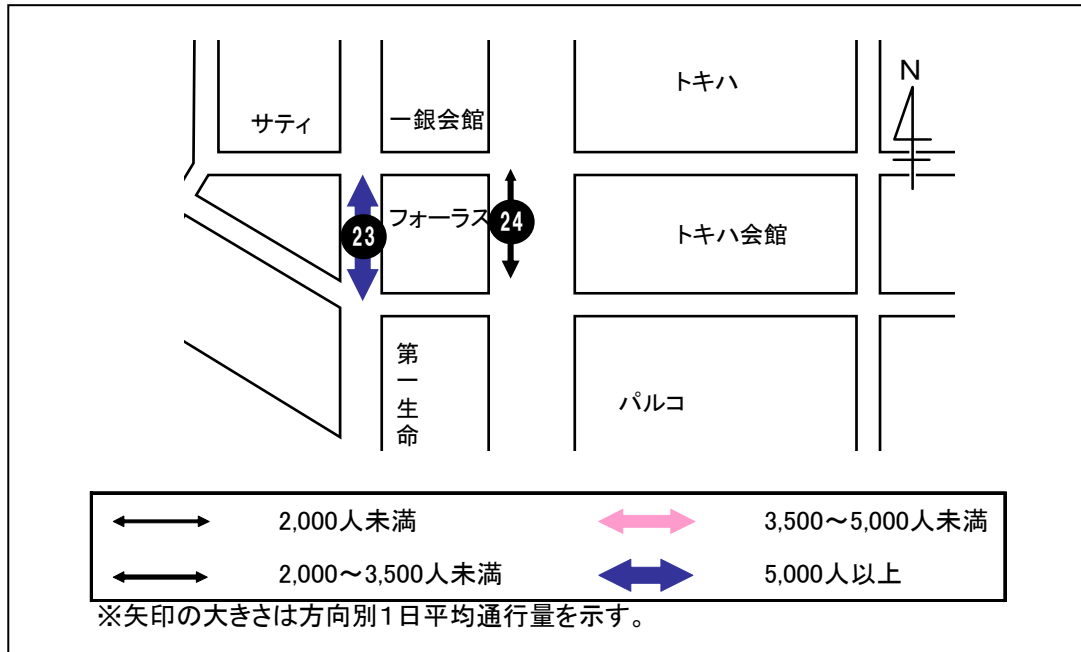 トキハ
N
サティ
一銀会館
フォーラス
23
24
トキハ会館
第一生命
パルコ
2,000人未満
3,500～5,000人未満
2,000～3,500人未満
5,000人以上
※矢印の大きさは方向別１日平均通行量を示す。